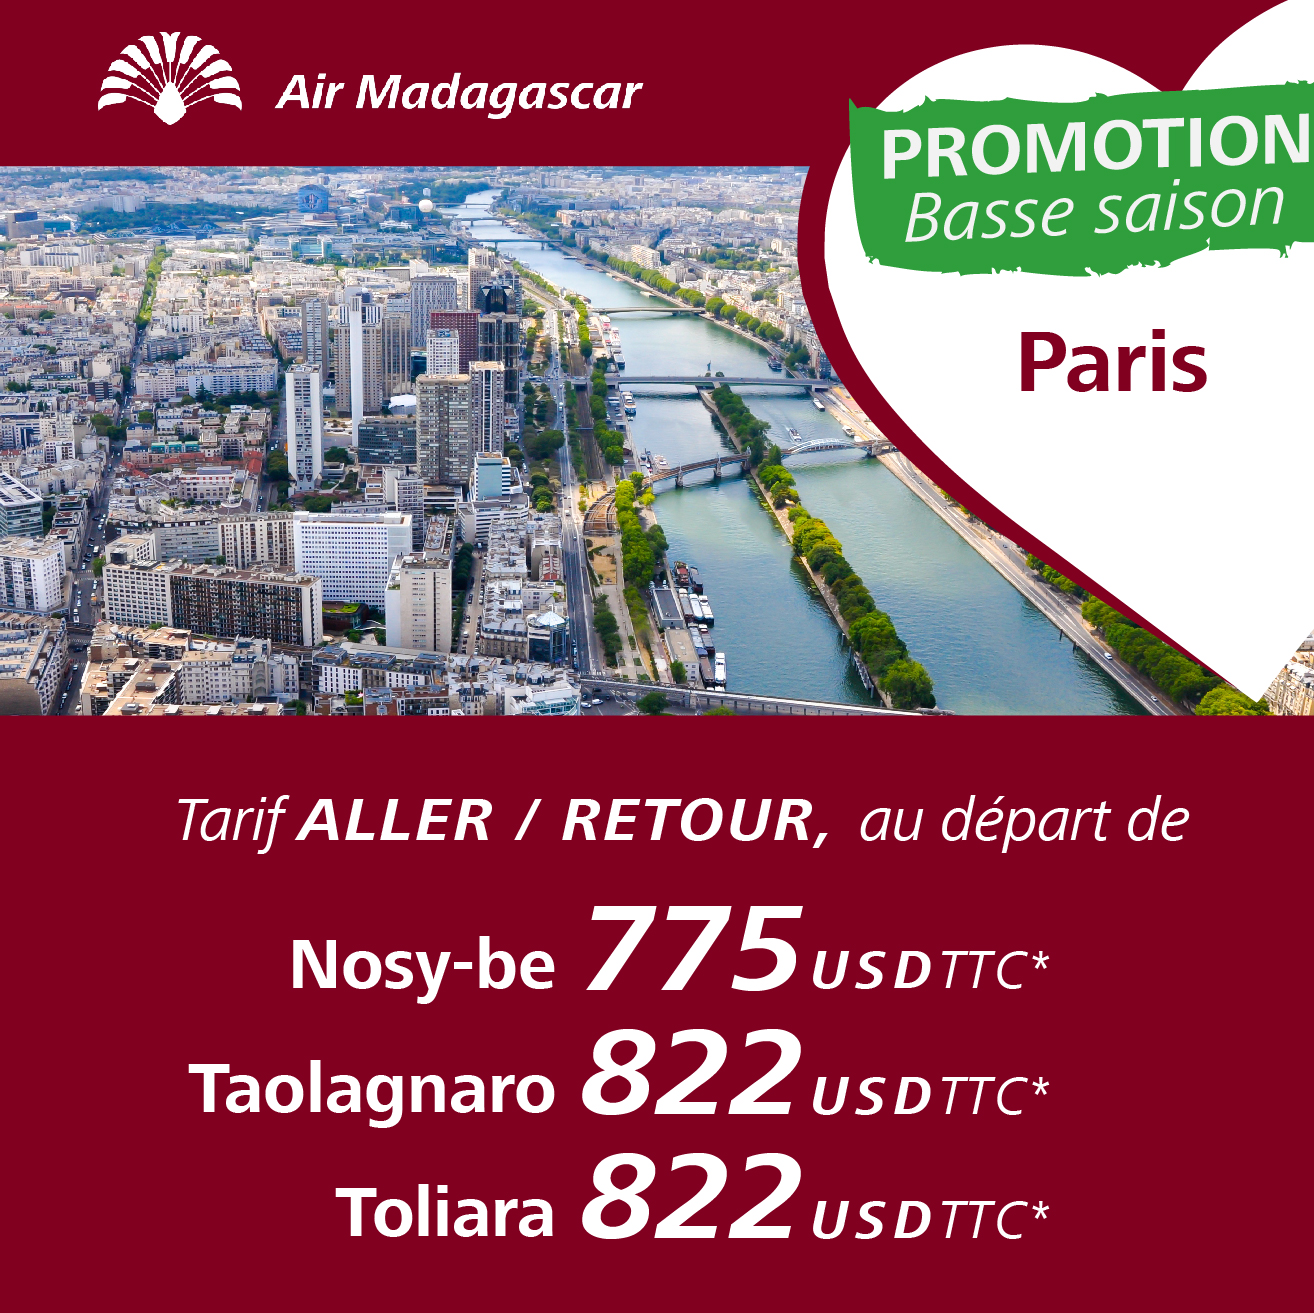 Air Madagascar
PROMOTION
Basse saison
Paris
Tarif ALLER / RETOUR, au départ de
Nosy-be 775 USD TTC*
Taolagnaro 822 USD TTC*
Toliara 822 USD TTC*